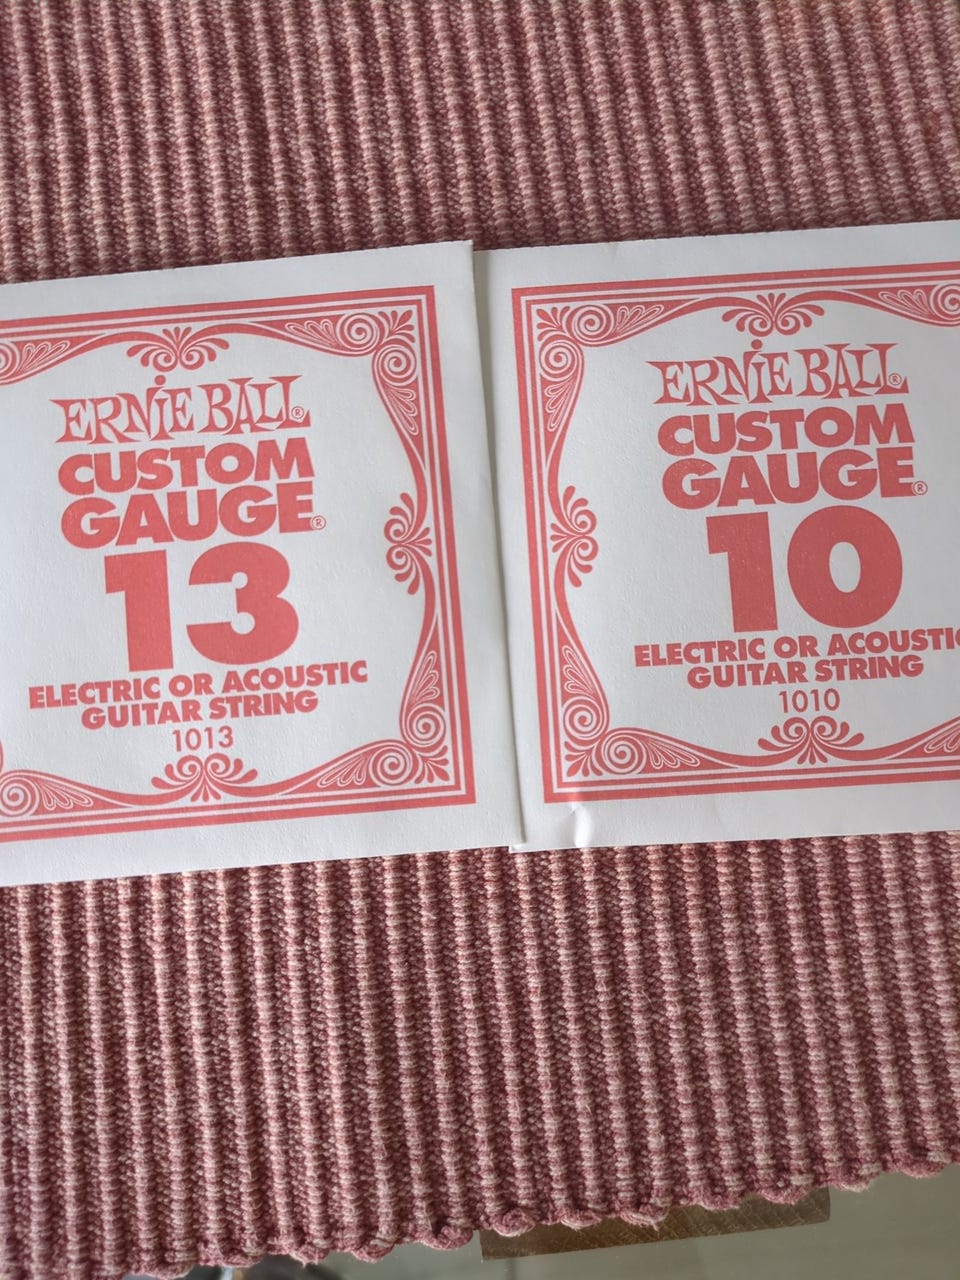 ERNIE BALL®
CUSTOM
GAUGE®
13
ELECTRIC OR ACOUSTIC
GUITAR STRING
1013
ERNIE BALL®
CUSTOM
GAUGE®
10
ELECTRIC OR ACOUSTIC
GUITAR STRING
1010